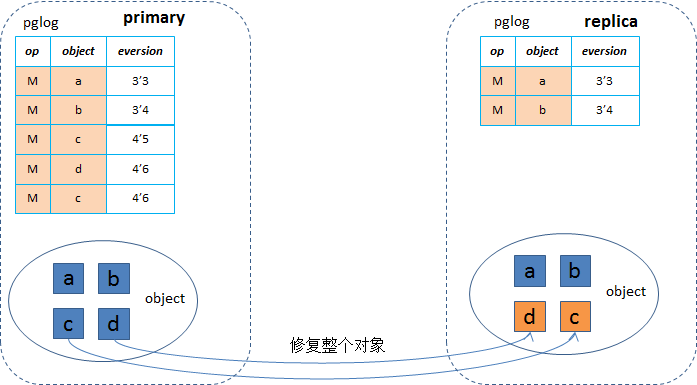 pglog primary
op object eversion
M a 3'3
M b 3'4
M c 4'5
M d 4'6
M c 4'6
a b
c d
object
pglog replica
op object eversion
M a 3'3
M b 3'4
a b
d c
object
修复整个对象